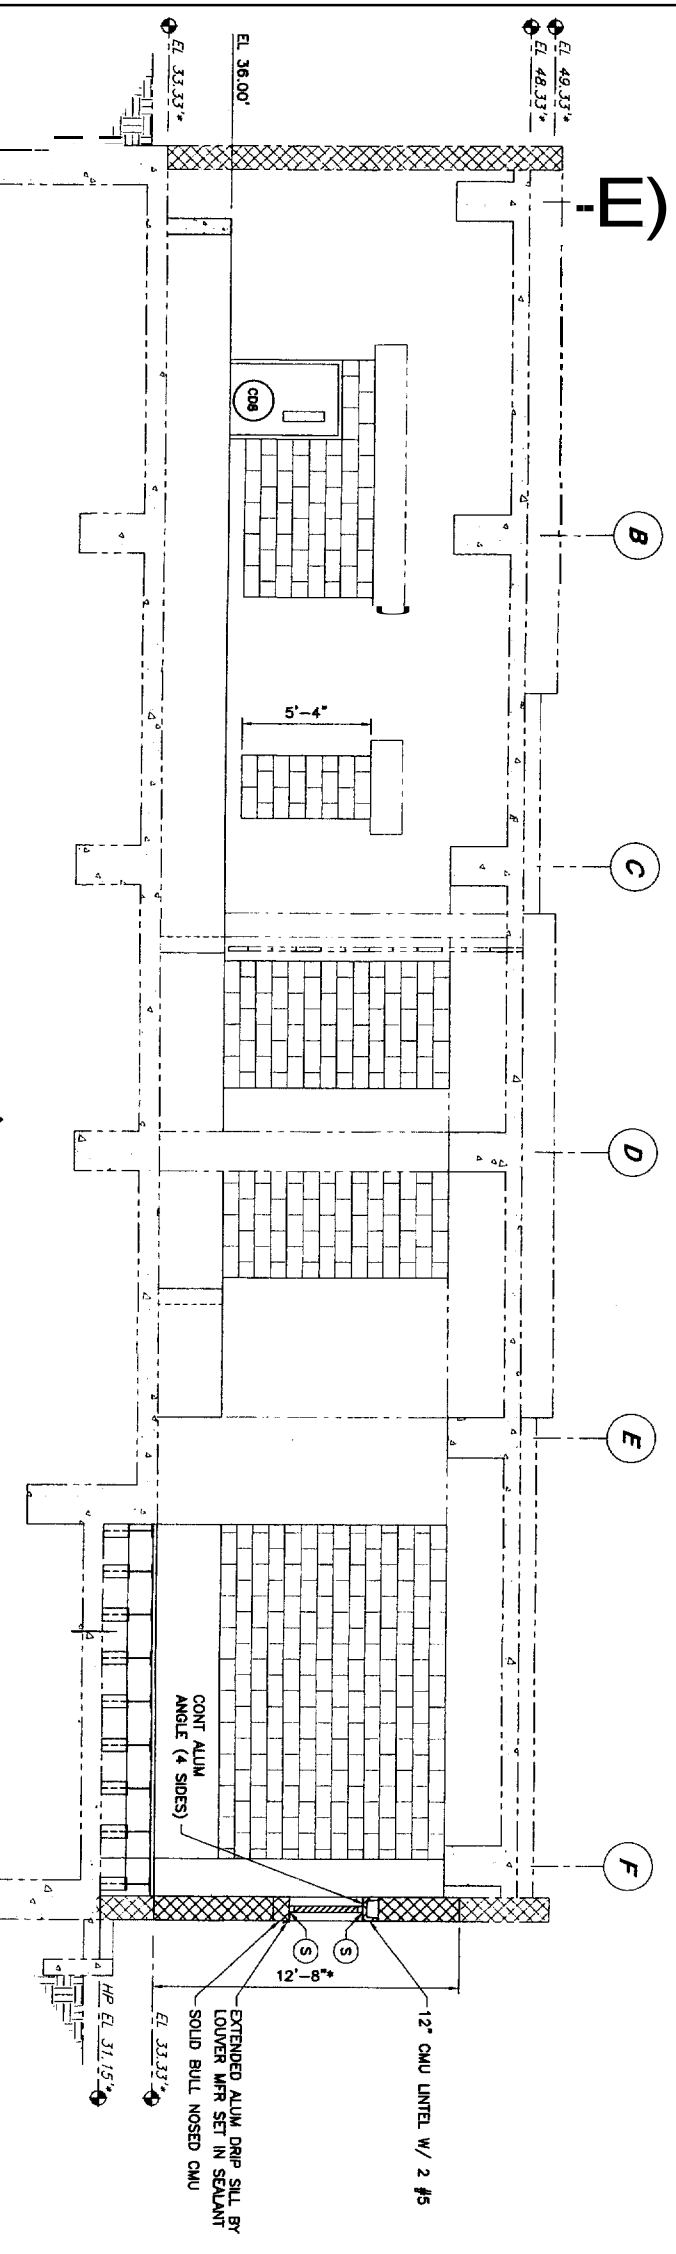 EL 49.33'*
EL 48.33'*
EL 36.00'
EL 33.33'*
-E)
B
C
D
E
F
CD6
5'-4"
CONT ALUM
ANGLE (4 SIDES)
S
S
12'-8"*
12" CMU LINTEL W/ 2 #5
EXTENDED ALUM DRIP SILL BY
LOUVER MFR SET IN SEALANT
SOLID BULL NOSED CMU
EL 33.33'*
HP EL 31.15'*